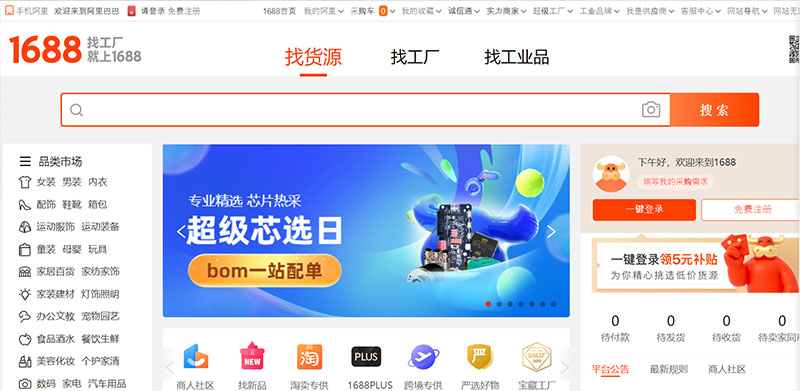 手机阿里 欢迎来到阿里巴巴 请登录 免费注册 1688首页 我的阿里 采购车 0 我的收藏 诚信通 实力商家 超级工厂 工业品牌 我是供应商 客服中心 网站导航 网站无
1688 找工厂
就上1688
找货源 找工厂 找工业品
搜索
品类市场
女装 男装 内衣
配饰 鞋靴 箱包
运动服饰 运动装备
童装 母婴 玩具
家居百货 家纺家饰
家装建材 灯饰照明
办公文教 宠物园艺
食品酒水 餐饮生鲜
美容化妆 个护家清
数码 家电 汽车用品
专业精选 芯片热采
超级芯选日
bom一站配单
下午好，欢迎来到1688
填写我的采购需求
一键登录 免费注册
一键登录领5元补贴
为你精心挑选低价货源
0 0 0 0
待付款 待发货 待收货 待卖家同
平台公告 最新规则 商人社区
NEW 淘 PLUS 严
商人社区 找新品 淘卖专供 1688PLUS 跨境专供 严选好物 宝藏工厂